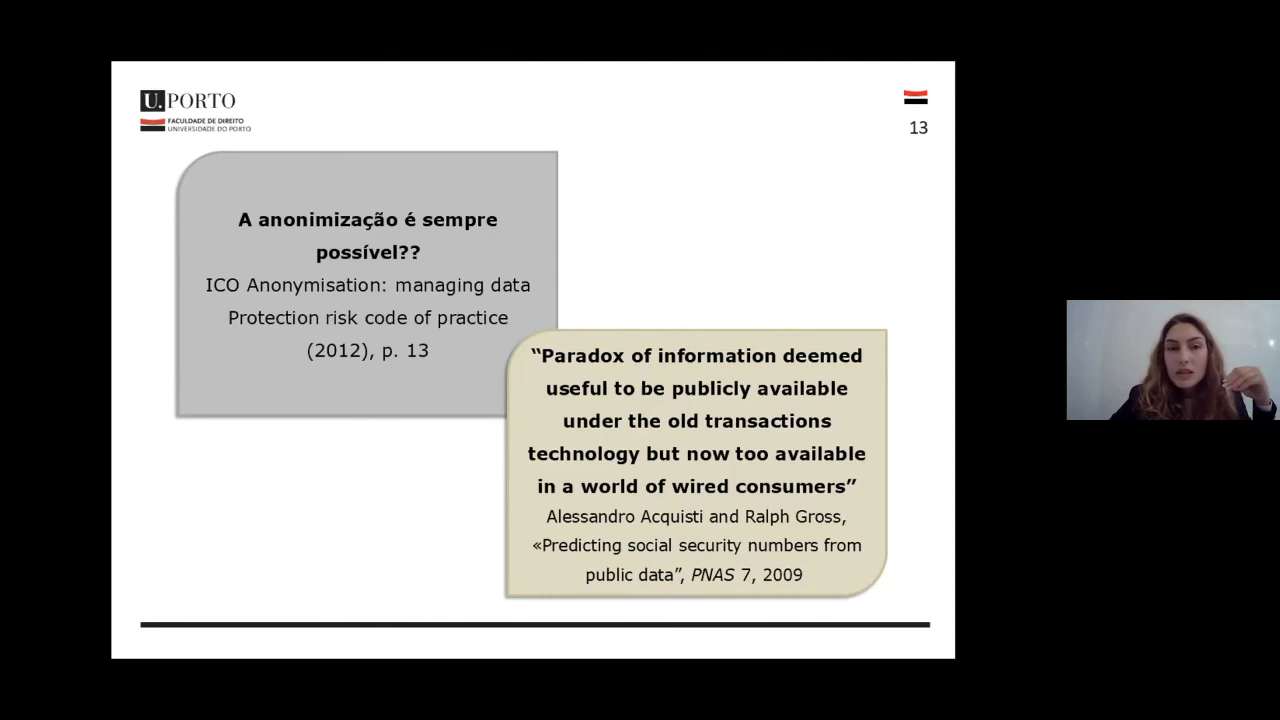 U. PORTO
FACULDADE DE DIREITO
UNIVERSIDADE DO PORTO
13
A anonimização é sempre
possível??
ICO Anonymisation: managing data
Protection risk code of practice
(2012), p. 13
“Paradox of information deemed
useful to be publicly available
under the old transactions
technology but now too available
in a world of wired consumers”
Alessandro Acquisti and Ralph Gross,
«Predicting social security numbers from
public data”, PNAS 7, 2009